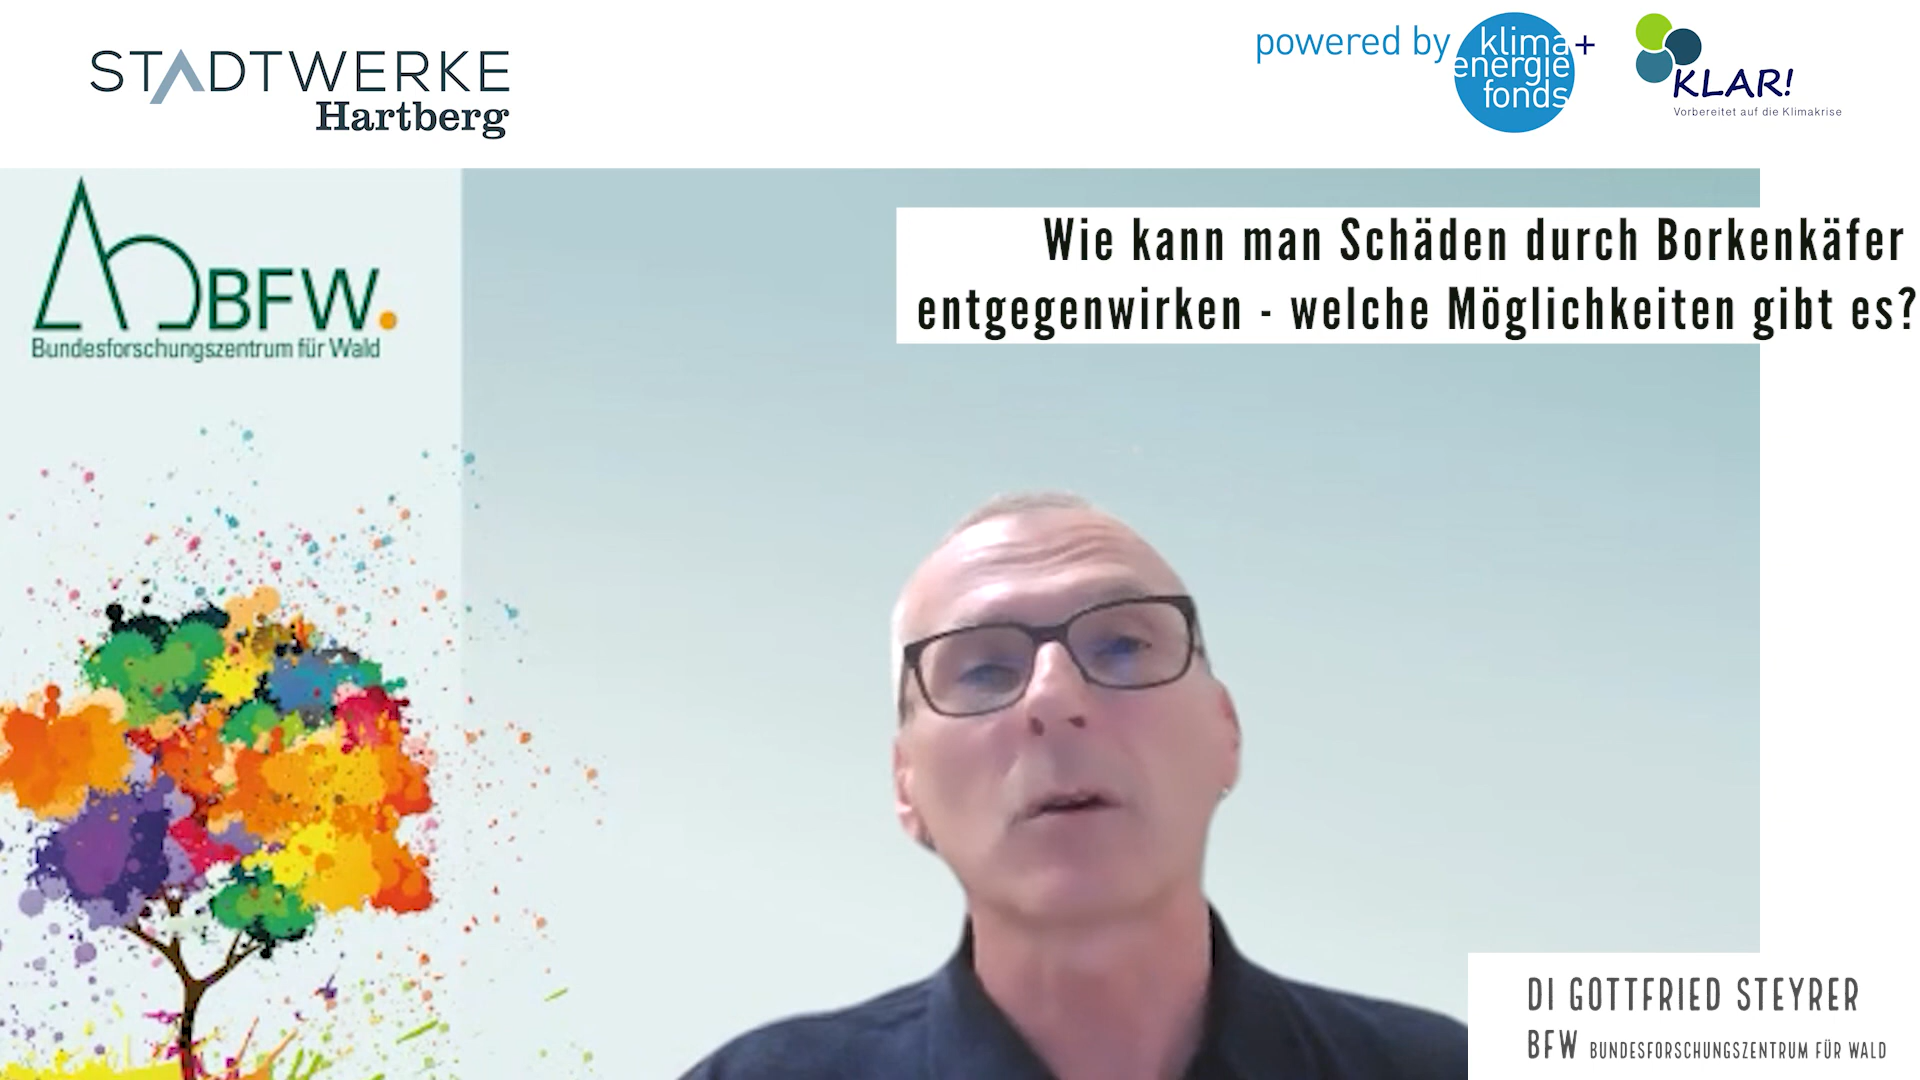 STADTWERKE
Hartberg
powered by
klima+
energie
fonds
KLAR!
Vorbereitet auf die Klimakrise
BFW.
Bundesforschungszentrum für Wald
Wie kann man Schäden durch Borkenkäfer
entgegenwirken - welche Möglichkeiten gibt es?
DI GOTTFRIED STEYRER
BFW BUNDESFORSCHUNGSZENTRUM FÜR WALD